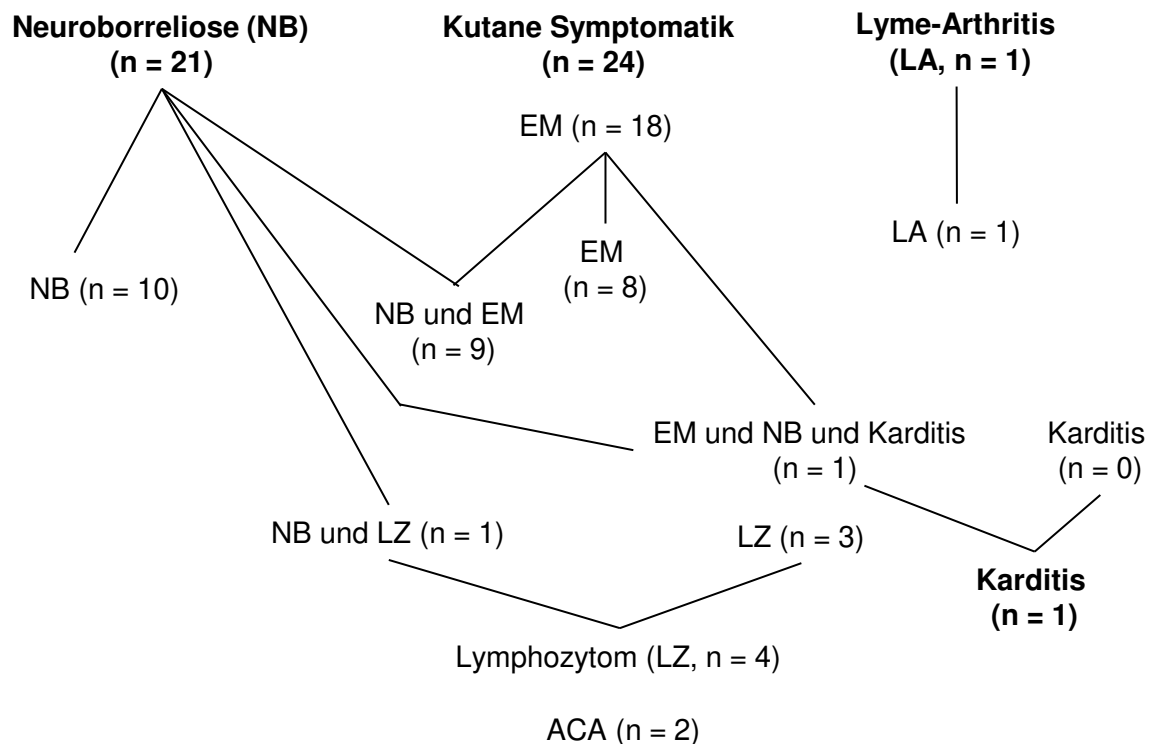 Neuroborreliose (NB)
(n = 21)
Kutane Symptomatik
(n = 24)
Lyme-Arthritis
(LA, n = 1)
EM (n = 18)
LA (n = 1)
EM
(n = 8)
NB (n = 10)
NB und EM
(n = 9)
EM und NB und Karditis
(n = 1)
Karditis
(n = 0)
NB und LZ (n = 1)
LZ (n = 3)
Karditis
(n = 1)
Lymphozytom (LZ, n = 4)
ACA (n = 2)